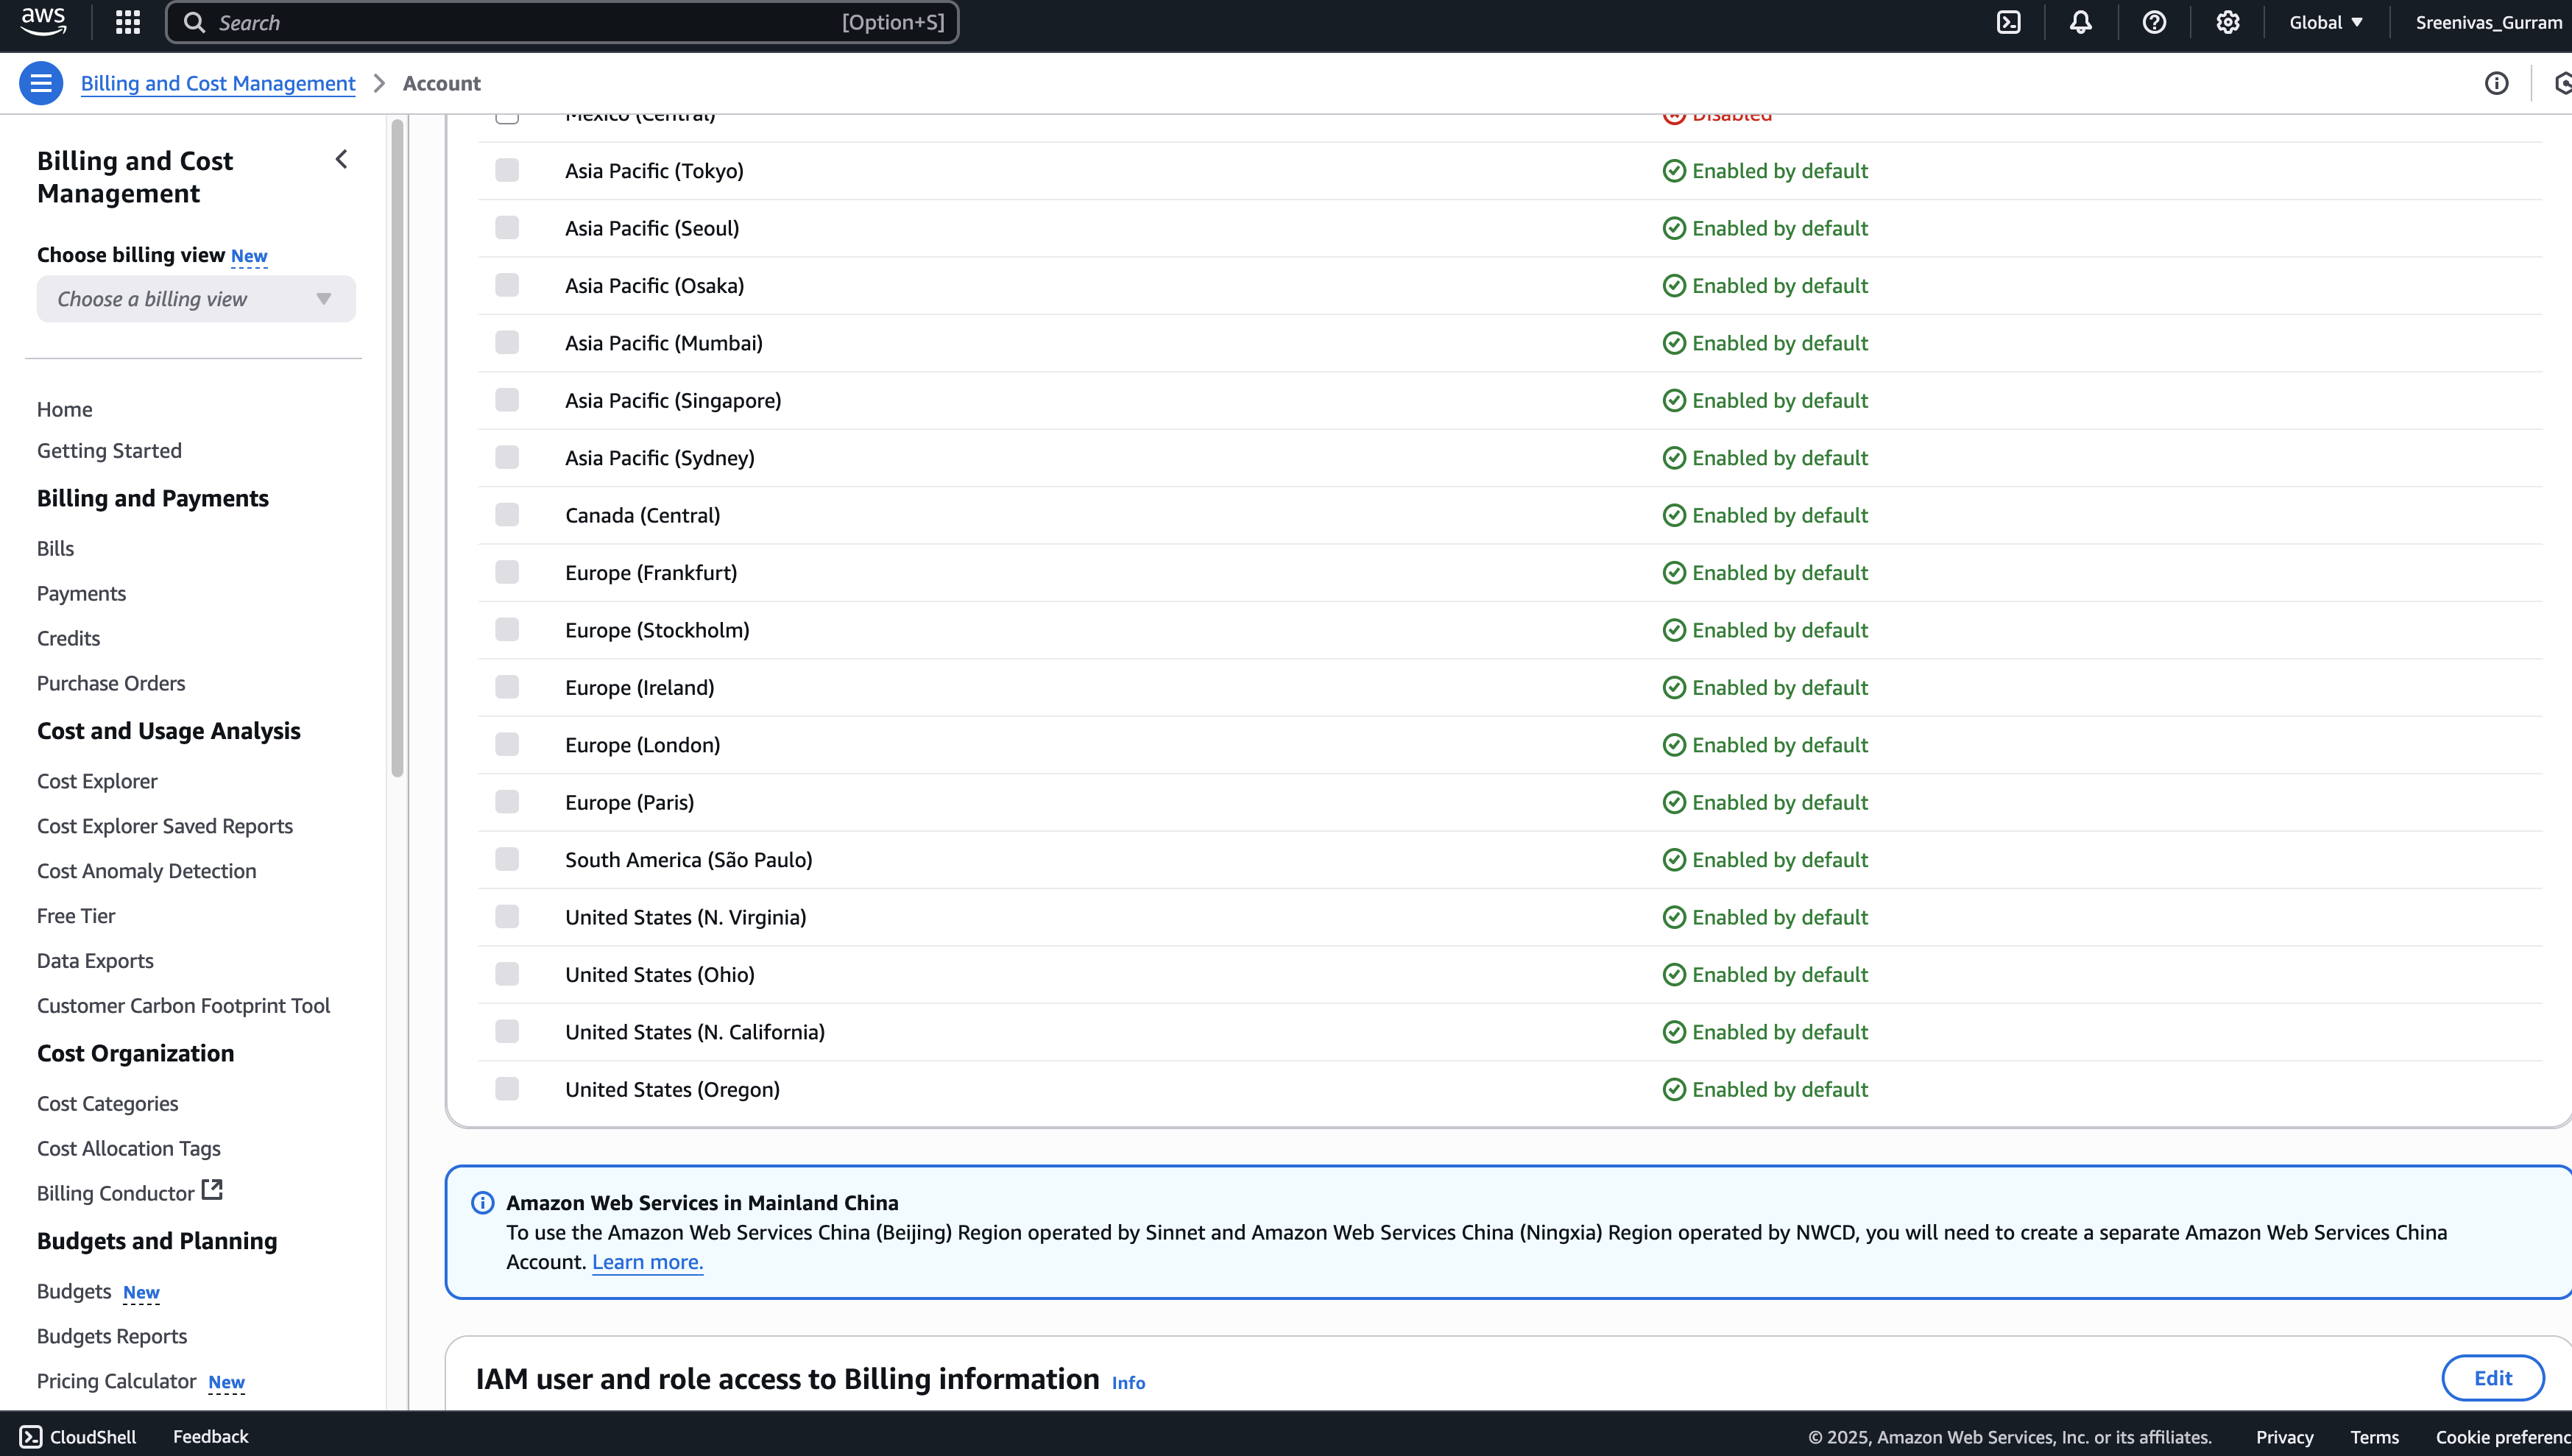 aws
Search
[Option+S]
Global
Sreenivas_Gurram
Billing and Cost Management
Account
Billing and Cost
Management
Choose billing view New
Choose a billing view
Home
Getting Started
Billing and Payments
Bills
Payments
Credits
Purchase Orders
Cost and Usage Analysis
Cost Explorer
Cost Explorer Saved Reports
Cost Anomaly Detection
Free Tier
Data Exports
Customer Carbon Footprint Tool
Cost Organization
Cost Categories
Cost Allocation Tags
Billing Conductor
Budgets and Planning
Budgets New
Budgets Reports
Pricing Calculator New
Mexico (Central) Disabled
Asia Pacific (Tokyo) Enabled by default
Asia Pacific (Seoul) Enabled by default
Asia Pacific (Osaka) Enabled by default
Asia Pacific (Mumbai) Enabled by default
Asia Pacific (Singapore) Enabled by default
Asia Pacific (Sydney) Enabled by default
Canada (Central) Enabled by default
Europe (Frankfurt) Enabled by default
Europe (Stockholm) Enabled by default
Europe (Ireland) Enabled by default
Europe (London) Enabled by default
Europe (Paris) Enabled by default
South America (São Paulo) Enabled by default
United States (N. Virginia) Enabled by default
United States (Ohio) Enabled by default
United States (N. California) Enabled by default
United States (Oregon) Enabled by default
Amazon Web Services in Mainland China
To use the Amazon Web Services China (Beijing) Region operated by Sinnet and Amazon Web Services China (Ningxia) Region operated by NWCD, you will need to create a separate Amazon Web Services China
Account. Learn more.
IAM user and role access to Billing information Info
Edit
CloudShell
Feedback
© 2025, Amazon Web Services, Inc. or its affiliates.
Privacy
Terms
Cookie preferenc